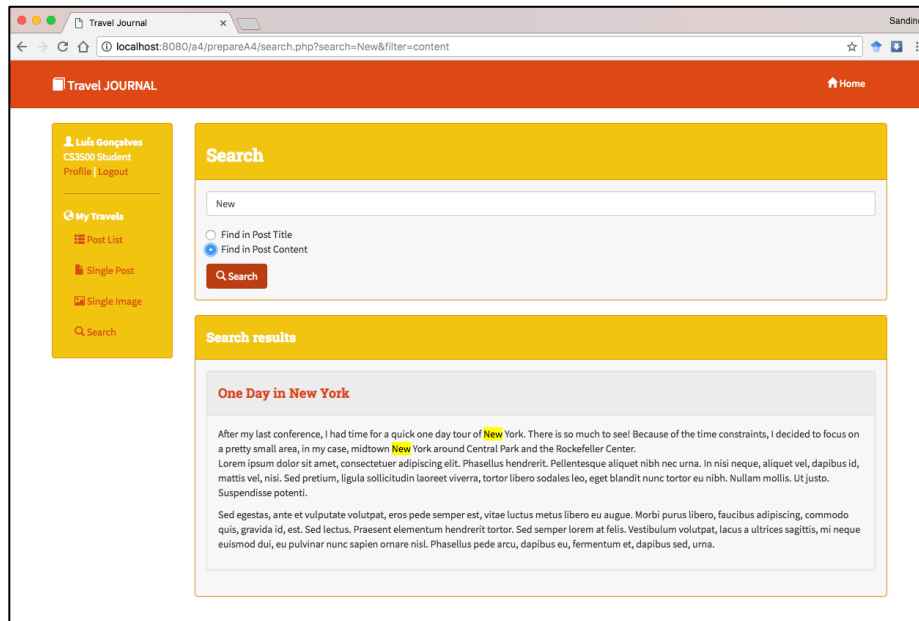 Travel Journal
Sandino
localhost:8080/a4/prepareA4/search.php?search=New&filter=content
Travel JOURNAL
Home
Luís Gonçalves
CS3500 Student
Profile | Logout
My Travels
Post List
Single Post
Single Image
Search
Search
New
Find in Post Title
Find in Post Content
Search
Search results
One Day in New York
After my last conference, I had time for a quick one day tour of New York. There is so much to see! Because of the time constraints, I decided to focus on
a pretty small area, in my case, midtown New York around Central Park and the Rockefeller Center.
Lorem ipsum dolor sit amet, consectetuer adipiscing elit. Phasellus hendrerit. Pellentesque aliquet nibh nec urna. In nisi neque, aliquet vel, dapibus id,
mattis vel, nisi. Sed pretium, ligula sollicitudin laoreet viverra, tortor libero sodales leo, eget blandit nunc tortor eu nibh. Nullam mollis. Ut justo.
Suspendisse potenti.
Sed egestas, ante et vulputate volutpat, eros pede semper est, vitae luctus metus libero eu augue. Morbi purus libero, faucibus adipiscing, commodo
quis, gravida id, est. Sed lectus. Praesent elementum hendrerit tortor. Sed semper lorem at felis. Vestibulum volutpat, lacus a ultrices sagittis, mi neque
euismod dui, eu pulvinar nunc sapien ornare nisl. Phasellus pede arcu, dapibus eu, fermentum et, dapibus sed, urna.